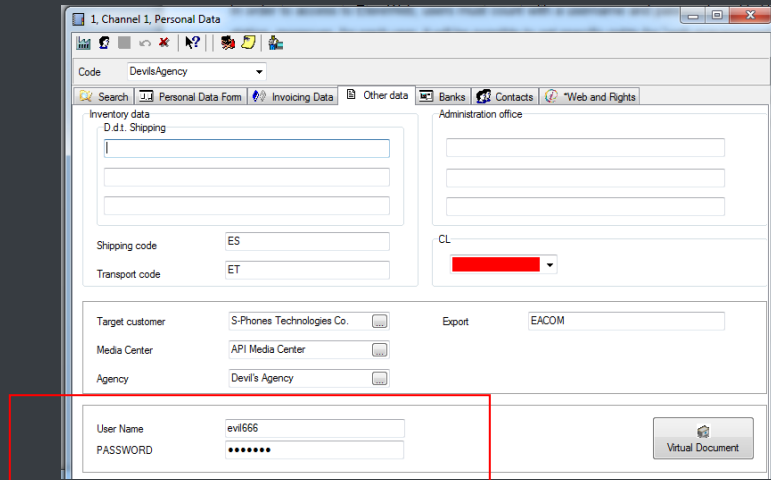 1, Channel 1, Personal Data
Code DevilsAgency
Search Personal Data Form Invoicing Data Other data Banks Contacts *Web and Rights
Inventory data Administration office
D.d.t. Shipping
Shipping code ES CL
Transport code ET
Target customer S-Phones Technologies Co. ... Export EACOM
Media Center API Media Center ...
Agency Devil's Agency ...
User Name evil666
PASSWORD •••••••
Virtual Document